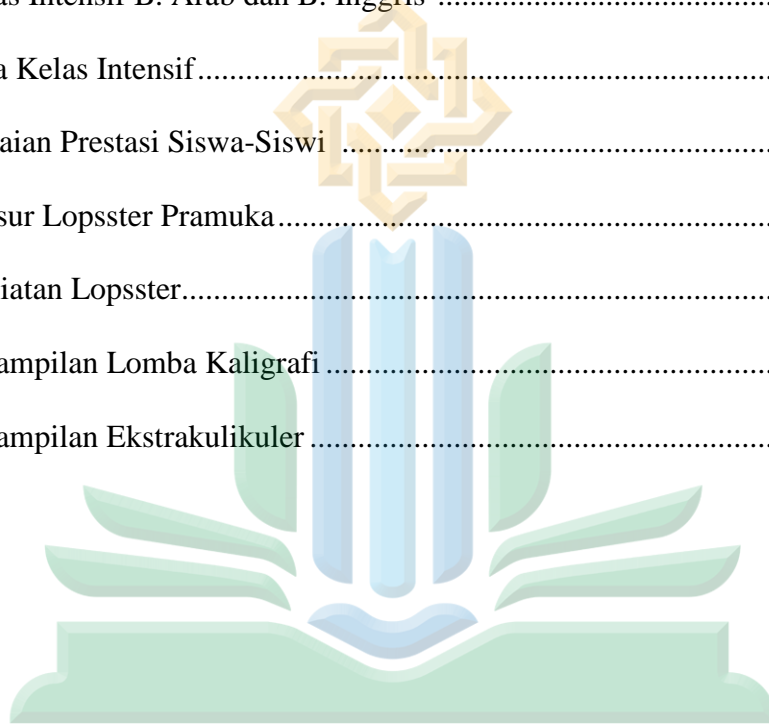 as Intensif B. Arab dan B. Inggris ................................................
a Kelas Intensif................................................................................
aian Prestasi Siswa-Siswi ............................................................
sur Lopsster Pramuka.....................................................................
iatan Lopsster..................................................................................
ampilan Lomba Kaligrafi................................................................
ampilan Ekstrakulikuler..................................................................